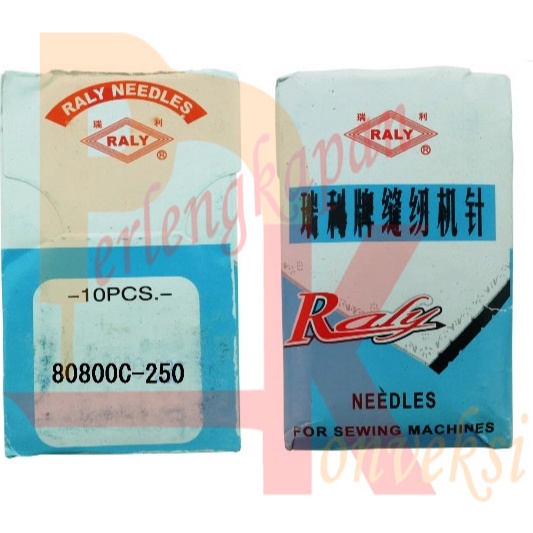 RALY NEEDLES
瑞 利
RALY
®
-10PCS.-
80800C-250
瑞 利
RALY
®
瑞利牌缝纫机针
Raly
NEEDLES
FOR SEWING MACHINES
Perlengkapan
Konveksi